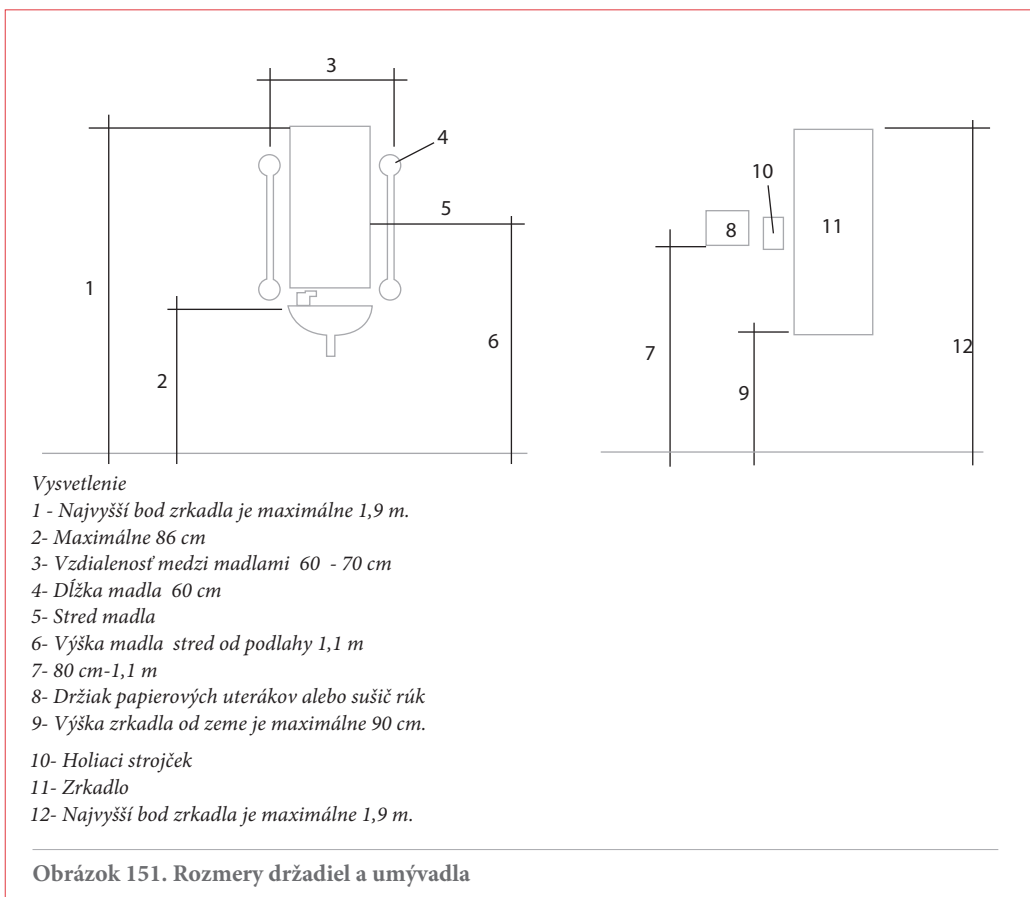 3
4
10
5
8
11
1
6
7
12
2
9
Vysvetlenie
1 - Najvyšší bod zrkadla je maximálne 1,9 m.
2- Maximálne 86 cm
3- Vzdialenosť medzi madlami  60  - 70 cm
4- Dĺžka madla  60 cm
5- Stred madla
6- Výška madla  stred od podlahy 1,1 m
7- 80 cm-1,1 m
8- Držiak papierových uterákov alebo sušič rúk
9- Výška zrkadla od zeme je maximálne 90 cm.
10- Holiaci strojček
11- Zrkadlo
12- Najvyšší bod zrkadla je maximálne 1,9 m.
Obrázok 151. Rozmery držadiel a umývadla